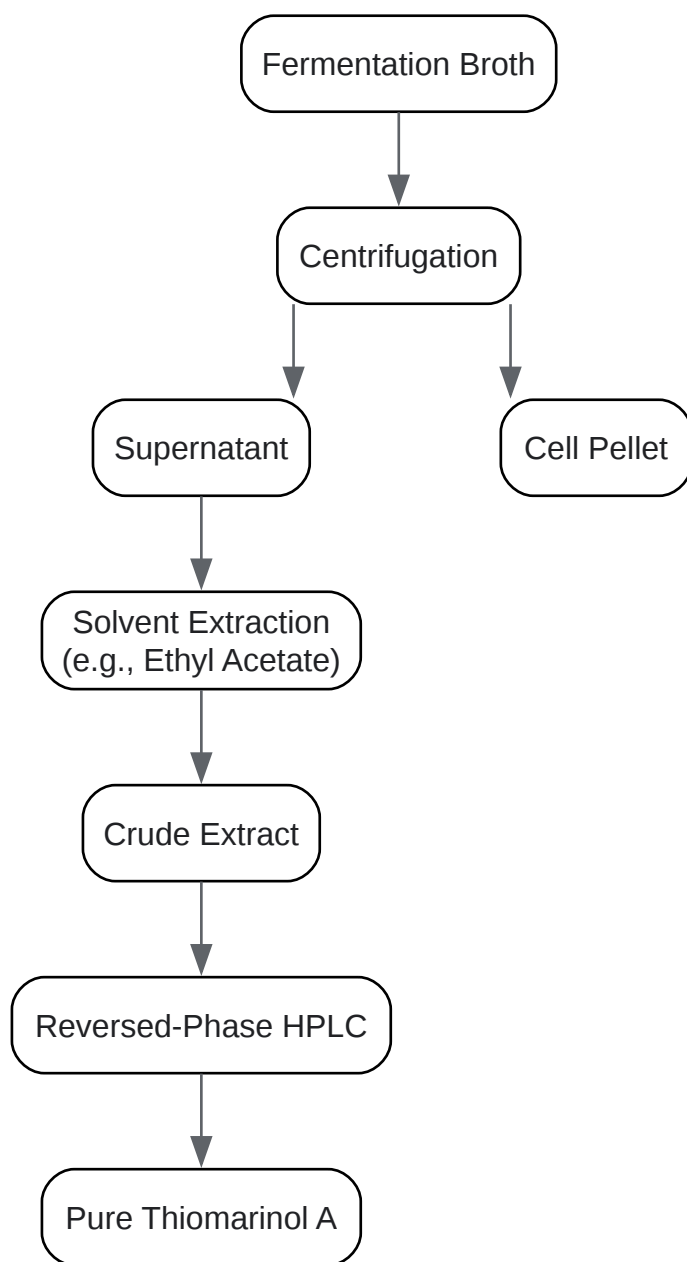 Fermentation Broth
Centrifugation
Supernatant
Cell Pellet
Solvent Extraction
(e.g., Ethyl Acetate)
Crude Extract
Reversed-Phase HPLC
Pure Thiomarinol A